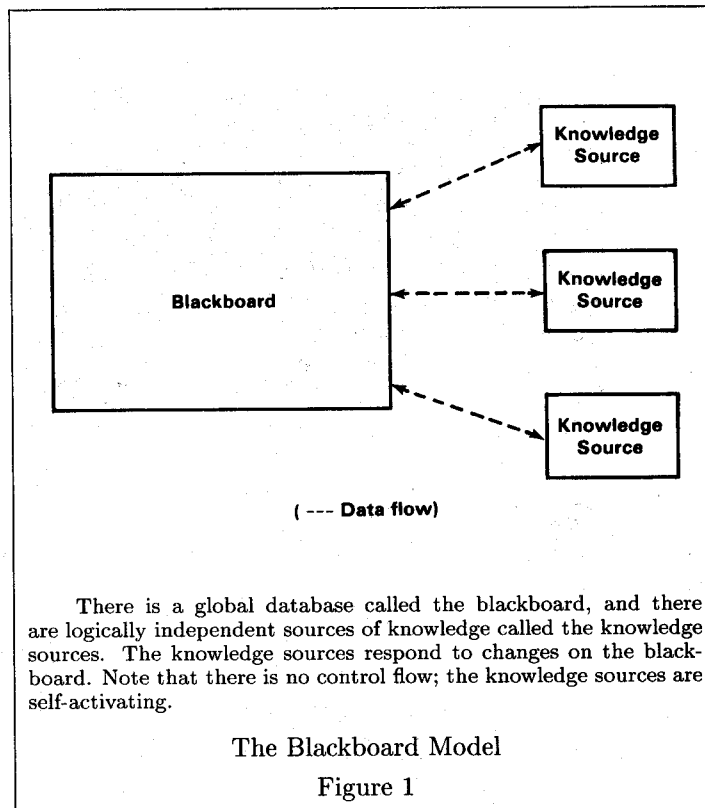 Knowledge
Source
Knowledge
Source
Blackboard
Knowledge
Source
( --- Data flow)
There is a global database called the blackboard, and there
are logically independent sources of knowledge called the knowledge
sources. The knowledge sources respond to changes on the black-
board. Note that there is no control flow; the knowledge sources are
self-activating.
The Blackboard Model
Figure 1